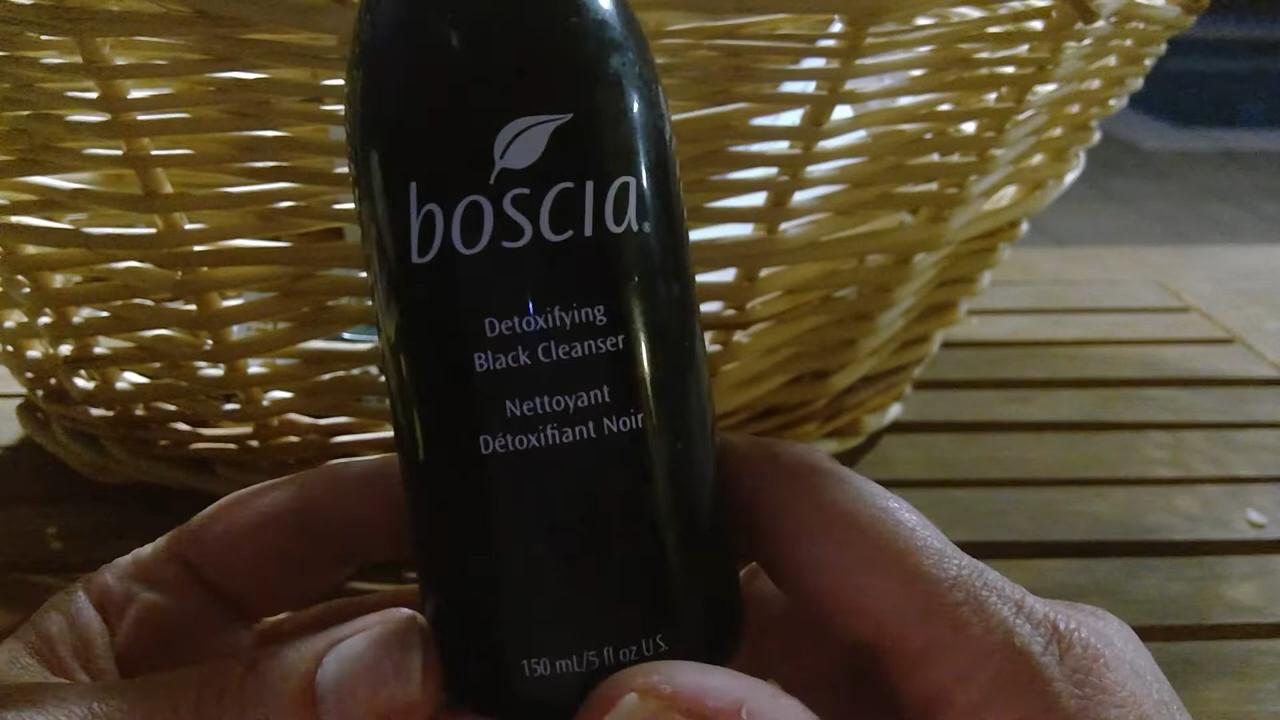 boscia®
Detoxifying
Black Cleanser
Nettoyant
Détoxifiant Noir
150 mL/5 fl oz U.S.